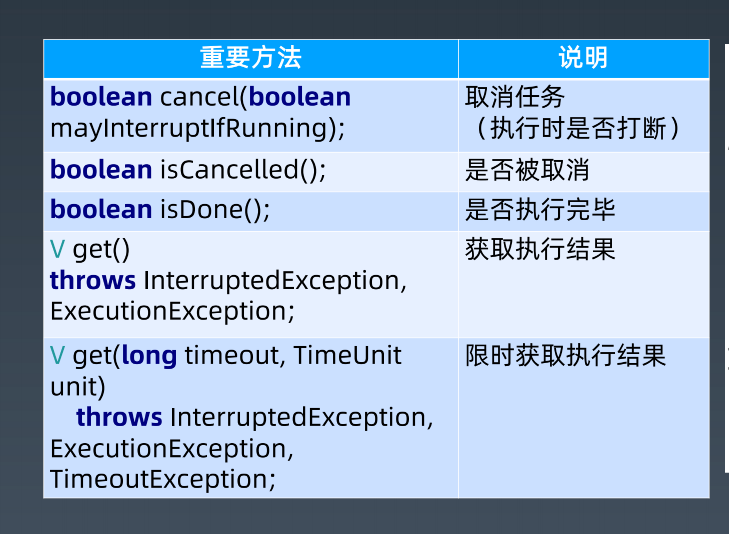 重要方法
说明
boolean cancel(boolean
mayInterruptIfRunning);
取消任务
（执行时是否打断）
boolean isCancelled();
是否被取消
boolean isDone();
是否执行完毕
V get()
throws InterruptedException,
ExecutionException;
获取执行结果
V get(long timeout, TimeUnit
unit)
throws InterruptedException,
ExecutionException,
TimeoutException;
限时获取执行结果